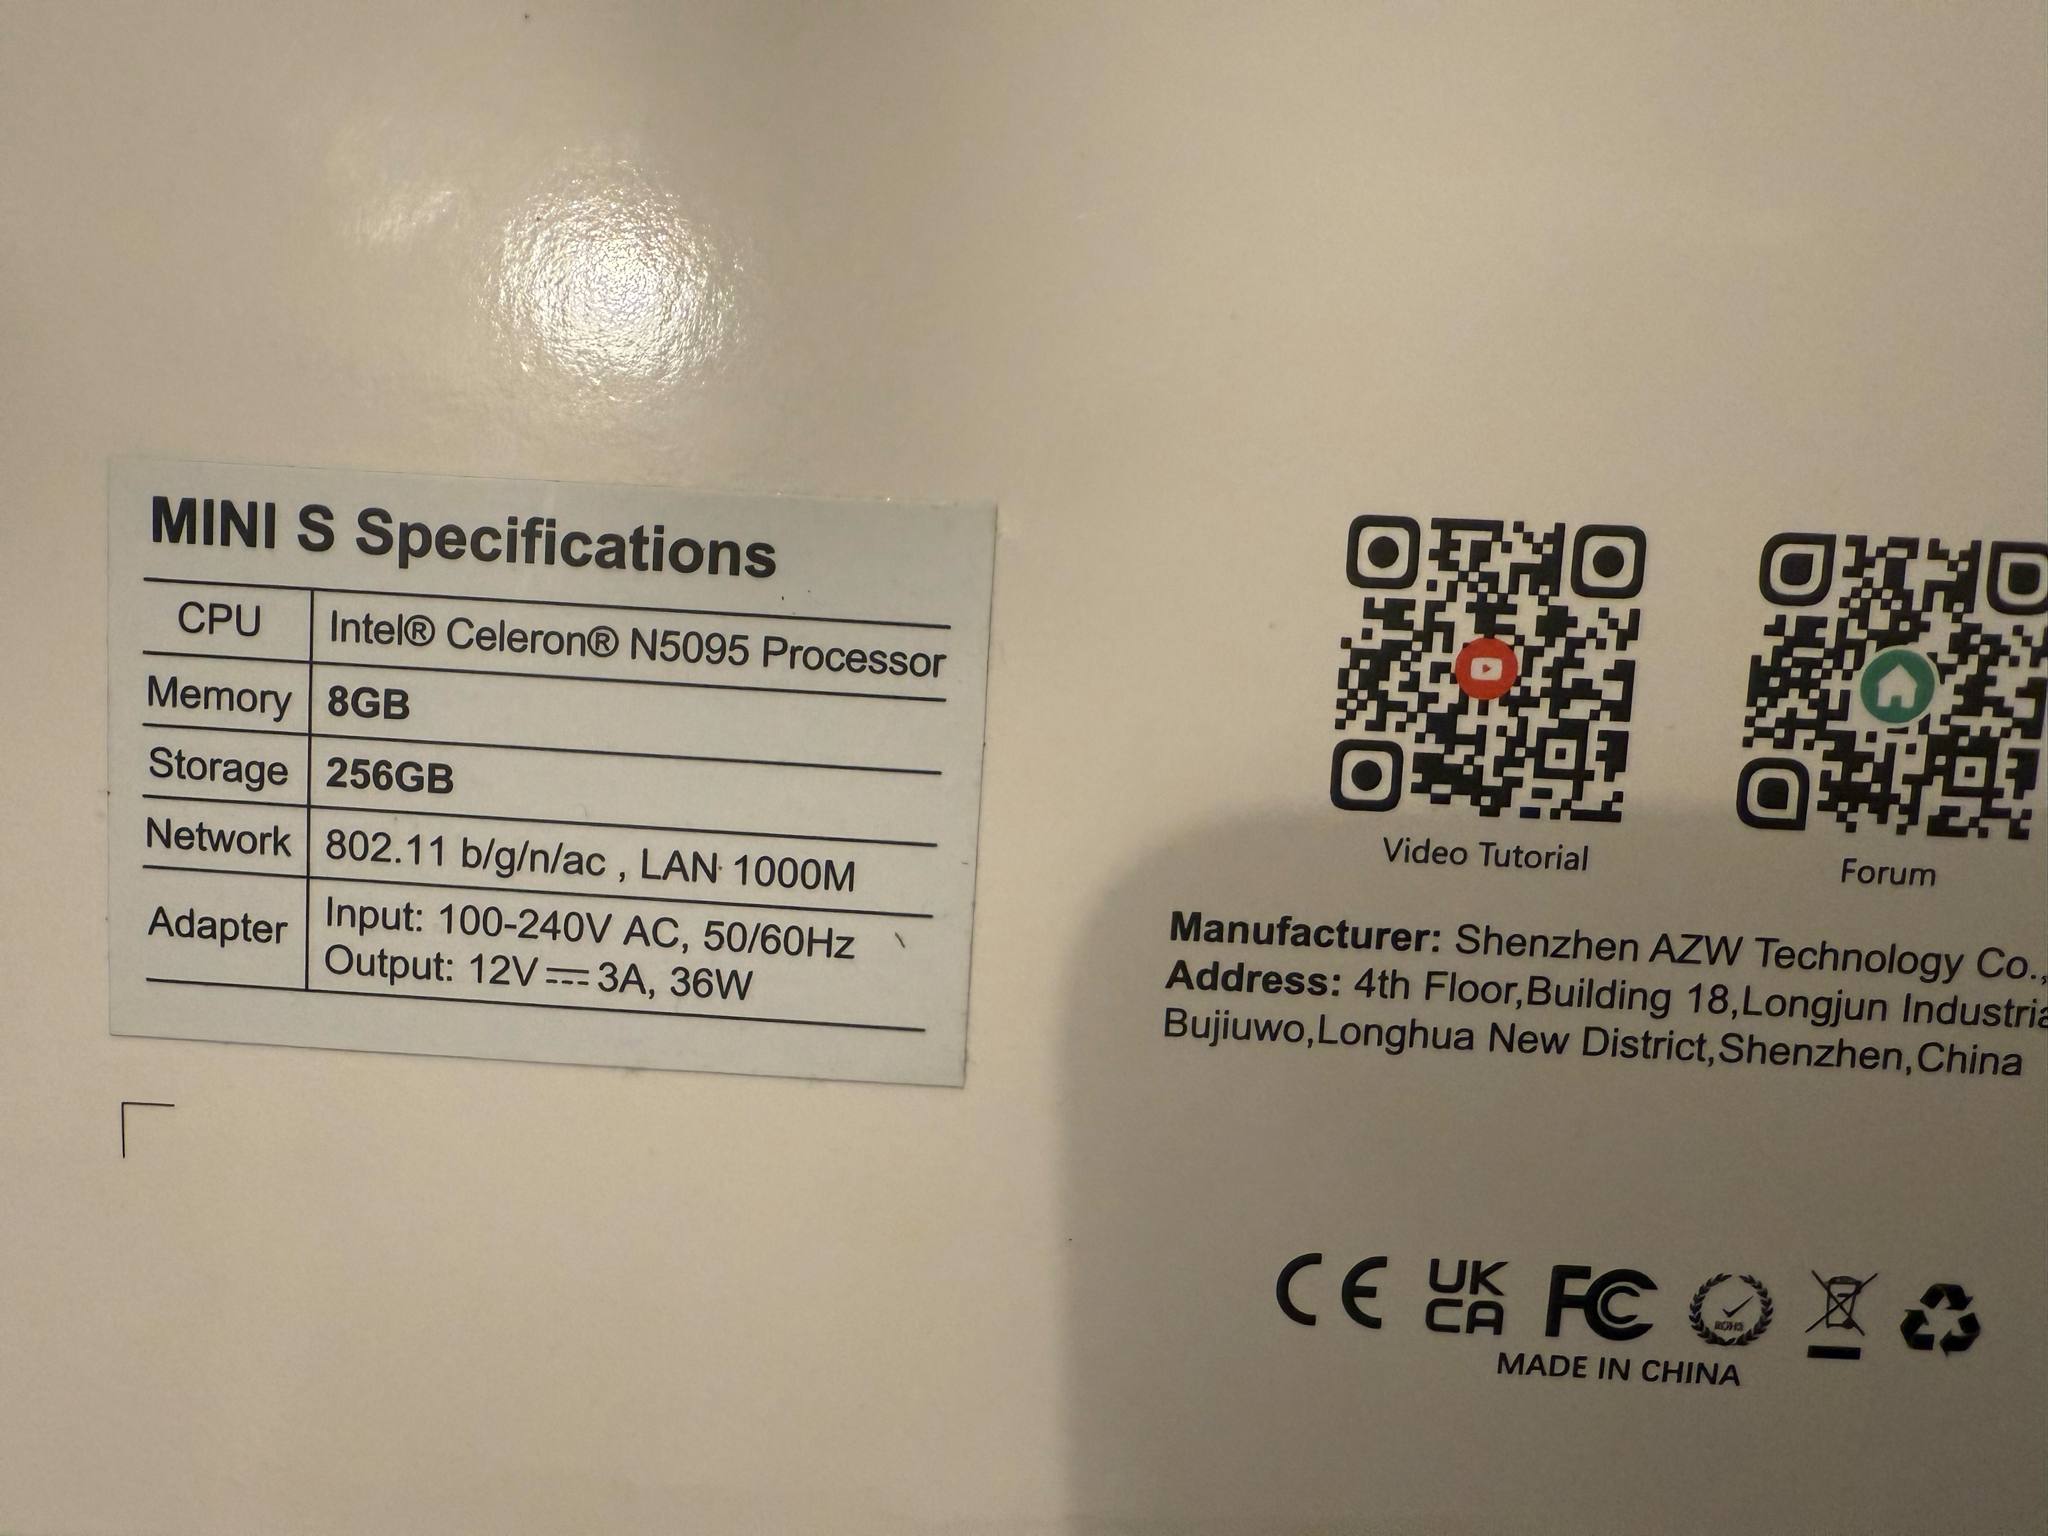 MINI S Specifications
CPU Intel® Celeron® N5095 Processor
Memory 8GB
Storage 256GB
Network 802.11 b/g/n/ac , LAN 1000M
Adapter Input: 100-240V AC, 50/60Hz
Output: 12V⎓3A, 36W
Video Tutorial
Forum
Manufacturer: Shenzhen AZW Technology Co.,
Address: 4th Floor,Building 18,Longjun
Bujiuwo,Longhua New District,Shenzhen,China
CE UK CA FC ROHS
MADE IN CHINA